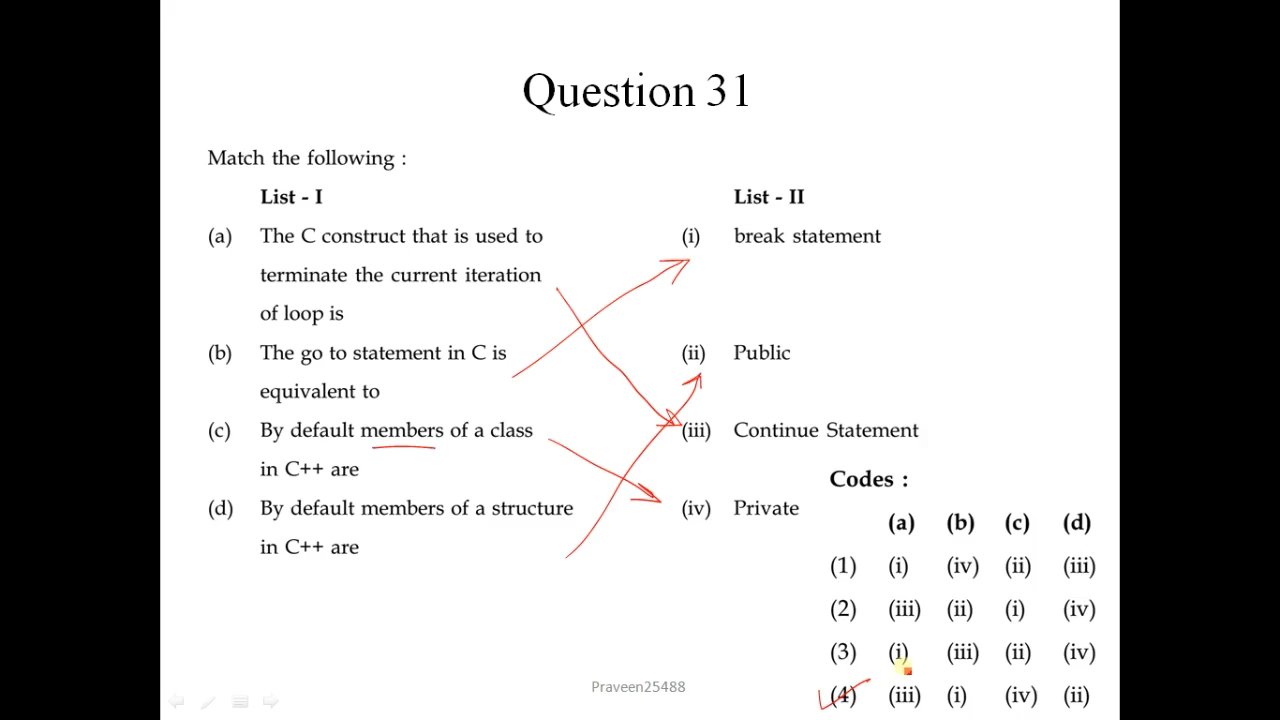 Question 31
Match the following :
List - I List - II
(a) The C construct that is used to (i) break statement
terminate the current iteration
of loop is
(b) The go to statement in C is (ii) Public
equivalent to
(c) By default members of a class (iii) Continue Statement
in C++ are
(d) By default members of a structure (iv) Private
in C++ are
Codes :
(a) (b) (c) (d)
(1) (i) (iv) (ii) (iii)
(2) (iii) (ii) (i) (iv)
(3) (i) (iii) (ii) (iv)
(4) (iii) (i) (iv) (ii)
Praveen25488